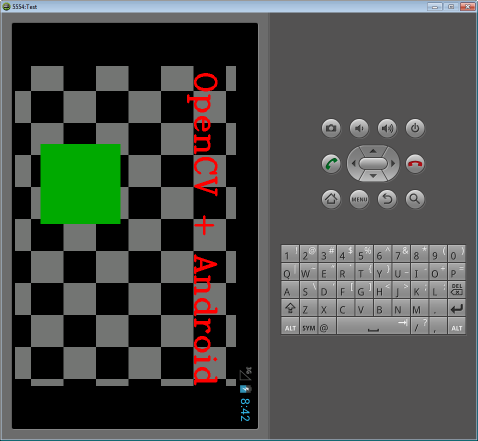 5554:Test
OpenCV + Android
3G
8:42
MENU
1 ! 2 @ 3 # 4 $ 5 % 6 ^ 7 & 8 * 9 ( 0 )
Q W E R T Y U I O P
A S D F G H J K L DEL
Z X C V B N M .
ALT SYM @ / ? , ALT